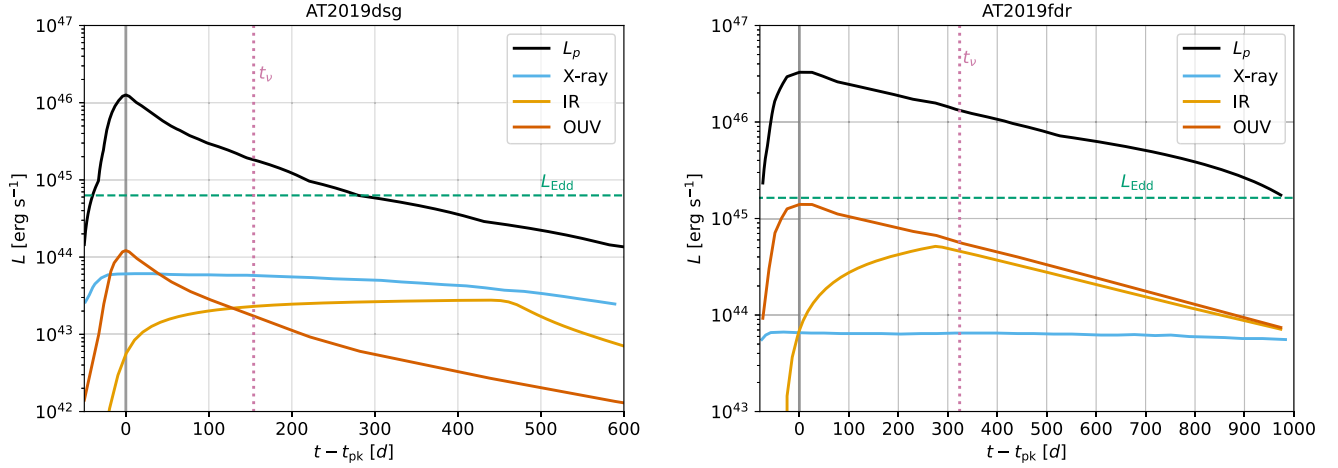 AT2019dsg
10^47
10^46
10^45
10^44
10^43
10^42
L [erg s^−1]
t_ν
L_Edd
L_p
X-ray
IR
OUV
0 100 200 300 400 500 600
t − t_pk [d]
AT2019fdr
10^47
10^46
10^45
10^44
10^43
L [erg s^−1]
t_ν
L_Edd
L_p
X-ray
IR
OUV
0 100 200 300 400 500 600 700 800 900 1000
t − t_pk [d]